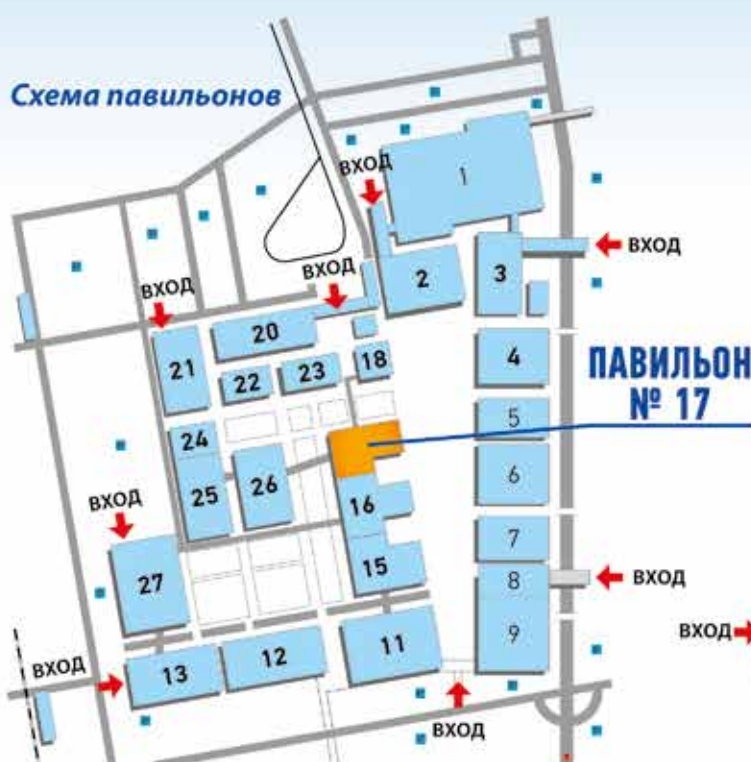 Схема павильонов
ВХОД
1
ВХОД
2
3
ВХОД
ВХОД
20
18
4
21
22
23
ПАВИЛЬОН
№ 17
5
24
25
26
6
16
ВХОД
7
27
15
8
ВХОД
9
ВХОД
11
12
ВХОД
13
ВХОД